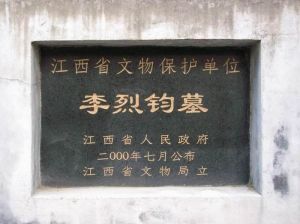 江西省文物保护单位
李烈钧墓
江西省人民政府
二000年七月公布
江西省文物局立